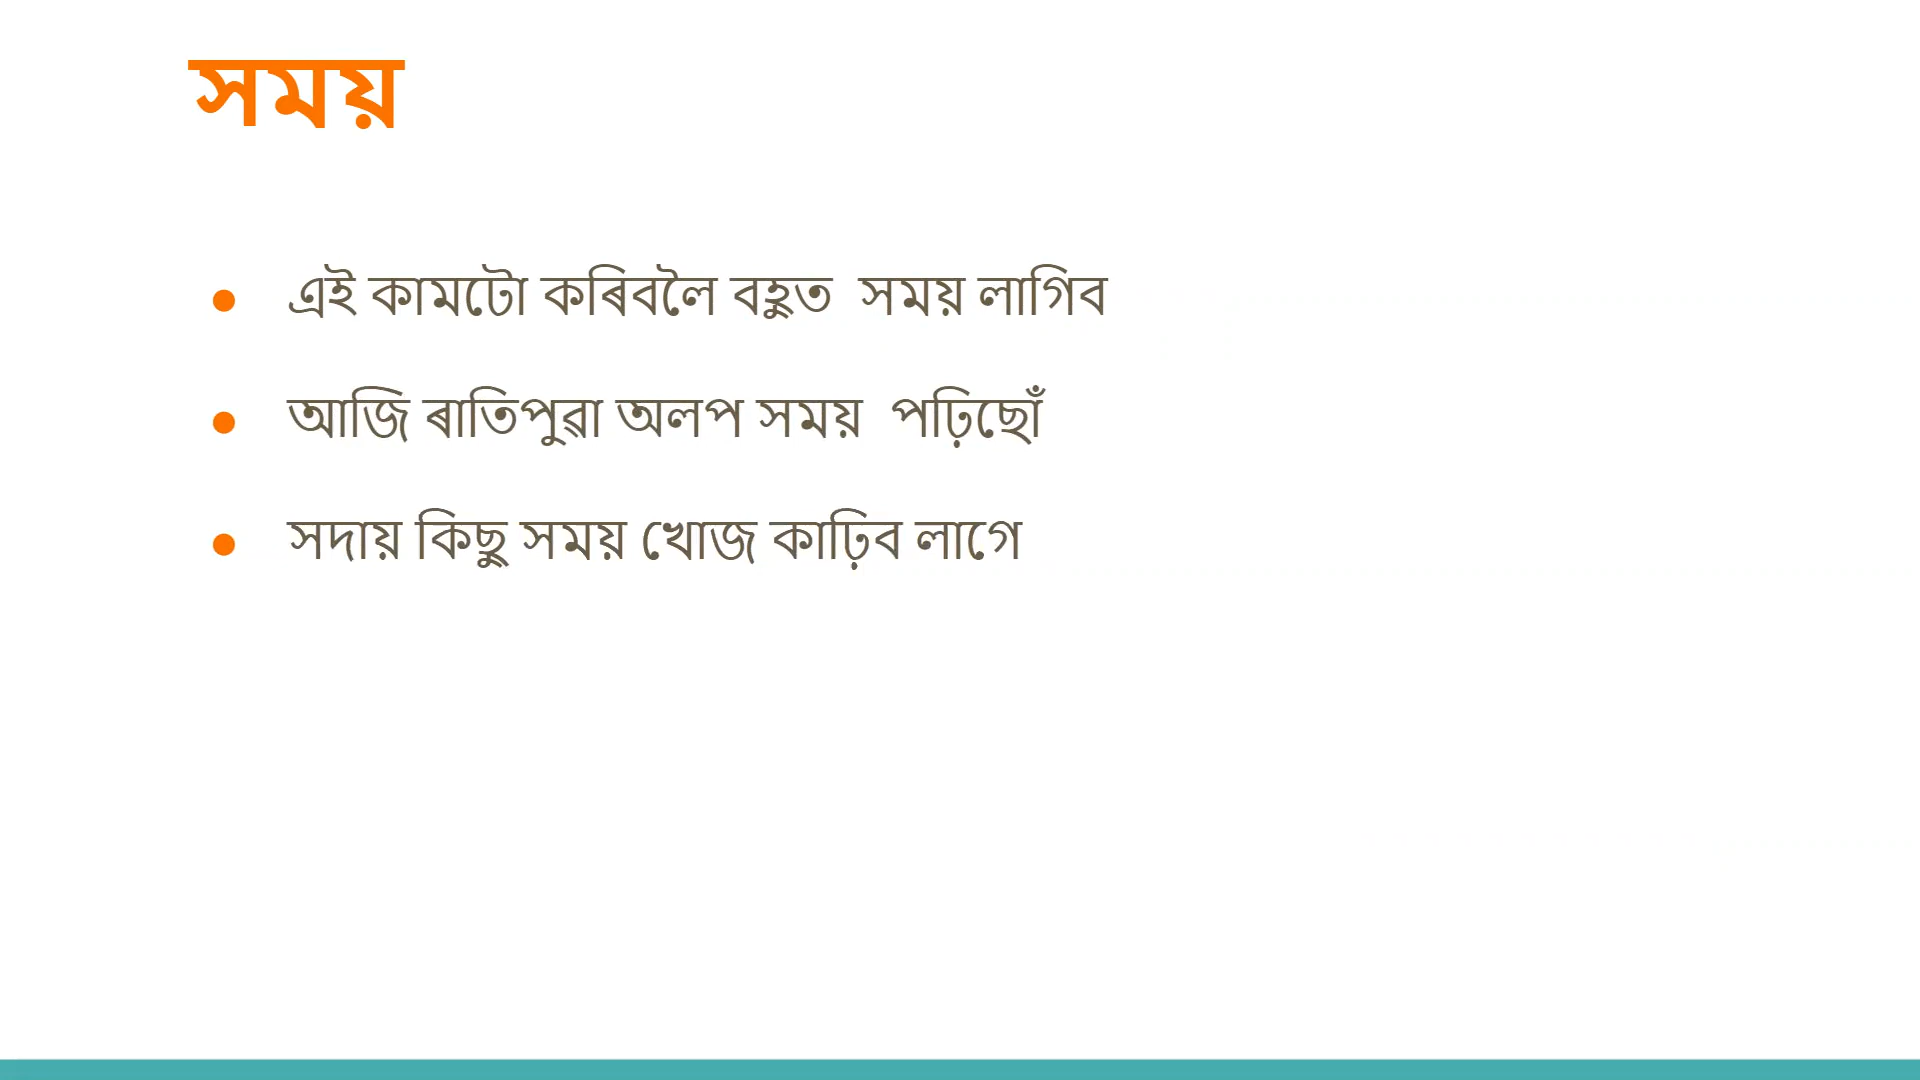 সময়
● এই কামটো কৰিবলৈ বহুত  সময় লাগিব
● আজি ৰাতিপুৱা অলপ সময়  পঢ়িছোঁ
● সদায় কিছু সময় খোজ কাঢ়িব লাগে